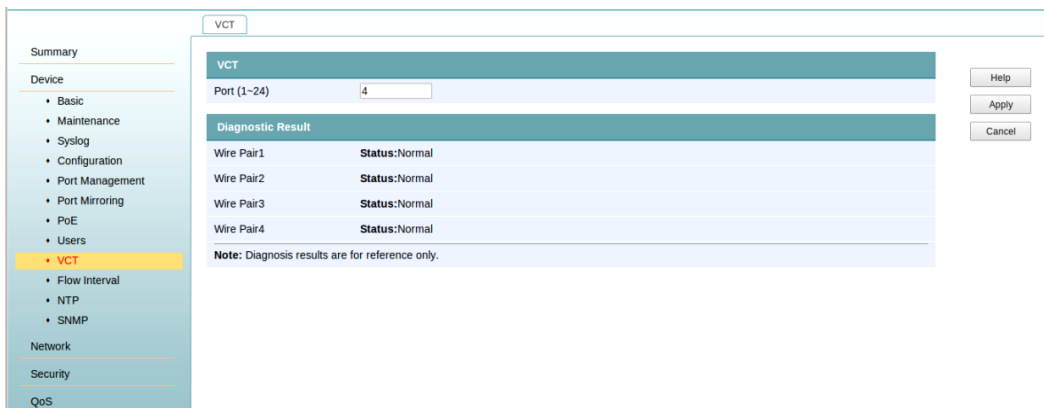 VCT
Summary
Device
Basic
Maintenance
Syslog
Configuration
Port Management
Port Mirroring
PoE
Users
VCT
Flow Interval
NTP
SNMP
Network
Security
QoS
VCT
Port (1~24) 4
Diagnostic Result
Wire Pair1 Status:Normal
Wire Pair2 Status:Normal
Wire Pair3 Status:Normal
Wire Pair4 Status:Normal
Note: Diagnosis results are for reference only.
Help
Apply
Cancel